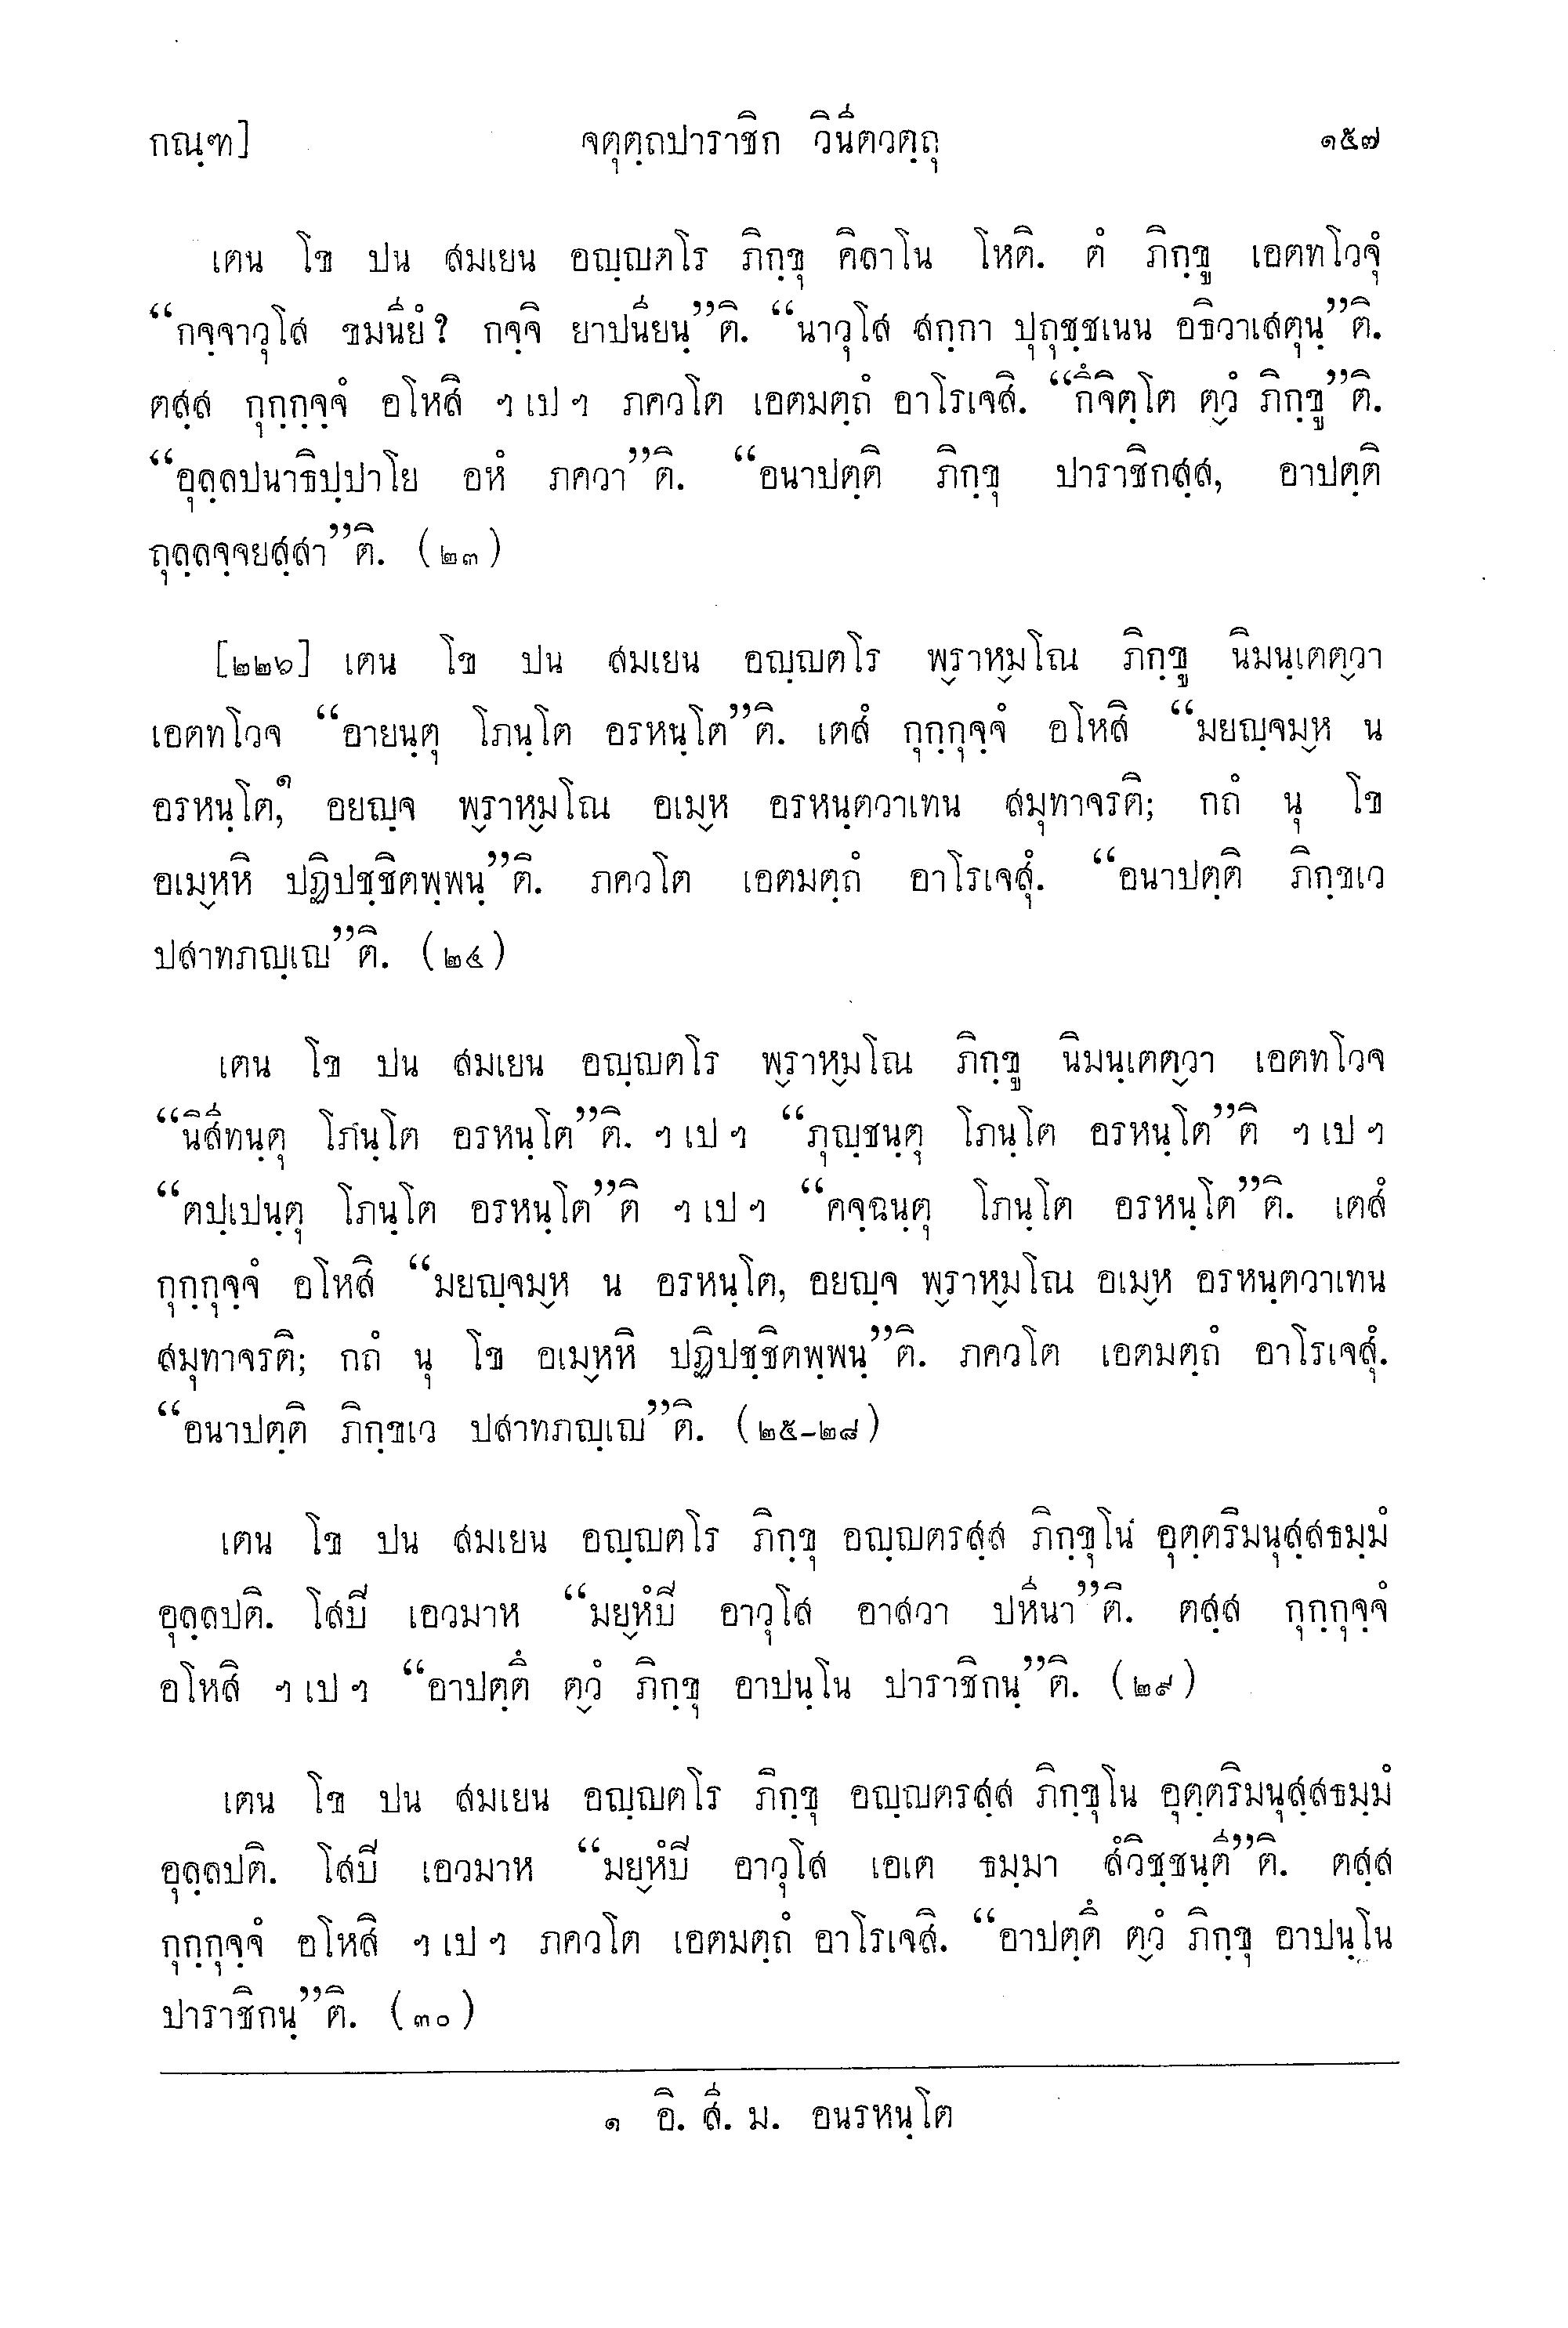 กณฺฑ] จตุตฺถปาราชิก วินีตวตฺถุ ๑๕๗
เตน โข ปน สมเยน อญฺญตโร ภิกฺขุ คิลาโน โหติ. ตํ ภิกฺขู เอตทโวจุํ
“กจฺจาวุโส ขมนียํ? กจฺจิ ยาปนียนฺ”ติ. “นาวุโส สกฺกา ปุถุชฺชเนน อธิวาเสตุนฺ”ติ.
ตสฺส กุกฺกุจฺจํ อโหสิ ฯเปฯ ภควโต เอตมตฺถํ อาโรเจสิ. “กึจิตฺโต ตฺวํ ภิกฺขู”ติ.
“อุลฺลปนาธิปฺปาโย อหํ ภควา”ติ. “อนาปตฺติ ภิกฺขุ ปาราชิกสฺส, อาปตฺติ
ถุลฺลจฺจยสฺสา”ติ. (๒๓)
[๒๒๖] เตน โข ปน สมเยน อญฺญตโร พฺราหฺมโณ ภิกฺขู นิมนฺเตตฺวา
เอตทโวจ “อายนฺตุ โภนฺโต อรหนฺโต”ติ. เตสํ กุกฺกุจฺจํ อโหสิ “มยญฺจมฺห น
อรหนฺโต,๑ อยญฺจ พฺราหฺมโณ อเมฺห อรหนฺตวาเทน สมุทาจรติ; กถํ นุ โข
อเมฺหหิ ปฏิปชฺชิตพฺพนฺ”ติ. ภควโต เอตมตฺถํ อาโรเจสุํ. “อนาปตฺติ ภิกฺขเว
ปสาทภญฺเญ”ติ. (๒๔)
เตน โข ปน สมเยน อญฺญตโร พฺราหฺมโณ ภิกฺขู นิมนฺเตตฺวา เอตทโวจ
“นิสีทนฺตุ โภนฺโต อรหนฺโต”ติ. ฯเปฯ “ภุญฺชนฺตุ โภนฺโต อรหนฺโต”ติ ฯเปฯ
“ตปฺเปนฺตุ โภนฺโต อรหนฺโต”ติ ฯเปฯ “คจฺฉนฺตุ โภนฺโต อรหนฺโต”ติ. เตสํ
กุกฺกุจฺจํ อโหสิ “มยญฺจมฺห น อรหนฺโต, อยญฺจ พฺราหฺมโณ อเมฺห อรหนฺตวาเทน
สมุทาจรติ; กถํ นุ โข อเมฺหหิ ปฏิปชฺชิตพฺพนฺ”ติ. ภควโต เอตมตฺถํ อาโรเจสุํ.
“อนาปตฺติ ภิกฺขเว ปสาทภญฺเญ”ติ. (๒๕-๒๘)
เตน โข ปน สมเยน อญฺญตโร ภิกฺขุ อญฺญตรสฺส ภิกฺขุโน อุตฺตริมนุสฺสธมฺมํ
อุลฺลปติ. โสปิ เอวมาห “มยฺหํปิ อาวุโส อาสวา ปหีนา”ติ. ตสฺส กุกฺกุจฺจํ
อโหสิ ฯเปฯ “อาปตฺตึ ตฺวํ ภิกฺขุ อาปนฺโน ปาราชิกนฺ”ติ. (๒๙)
เตน โข ปน สมเยน อญฺญตโร ภิกฺขุ อญฺญตรสฺส ภิกฺขุโน อุตฺตริมนุสฺสธมฺมํ
อุลฺลปติ. โสปิ เอวมาห “มยฺหํปิ อาวุโส เอเต ธมฺมา สํวิชฺชนฺตี”ติ. ตสฺส
กุกฺกุจฺจํ อโหสิ ฯเปฯ ภควโต เอตมตฺถํ อาโรเจสิ. “อาปตฺตึ ตฺวํ ภิกฺขุ อาปนฺโน
ปาราชิกนฺ”ติ. (๓๐)
๑ อิ. สี. ม. อนรหนฺโต